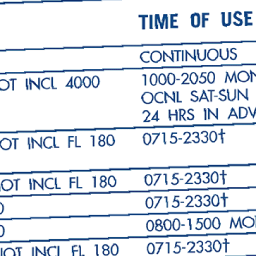 TIME OF USE
CONTINUOUS
OT INCL 4000 1000-2050 MON
OCNL SAT-SUN
24 HRS IN ADV
OT INCL FL 180 0715-2330†
OT INCL FL 180 0715-2330†
0715-2330†
0800-1500 MO
OT INCL FL 180 0715-2330†